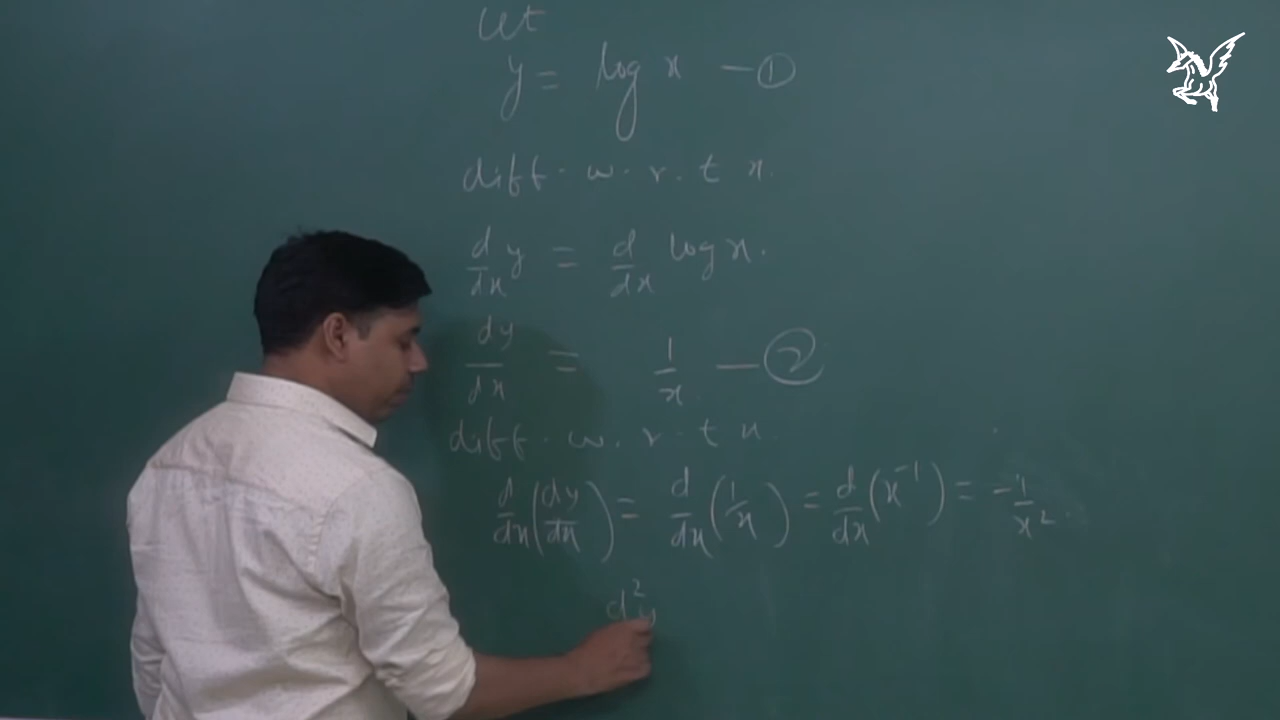 Let
y = log x — ①
diff. w. r. t x.
d/dx y = d/dx log x.
dy/dx = 1/x — ②
diff. w. r. t x.
d/dx (dy/dx) = d/dx (1/x) = d/dx (x⁻¹) = -1/x².
d²y